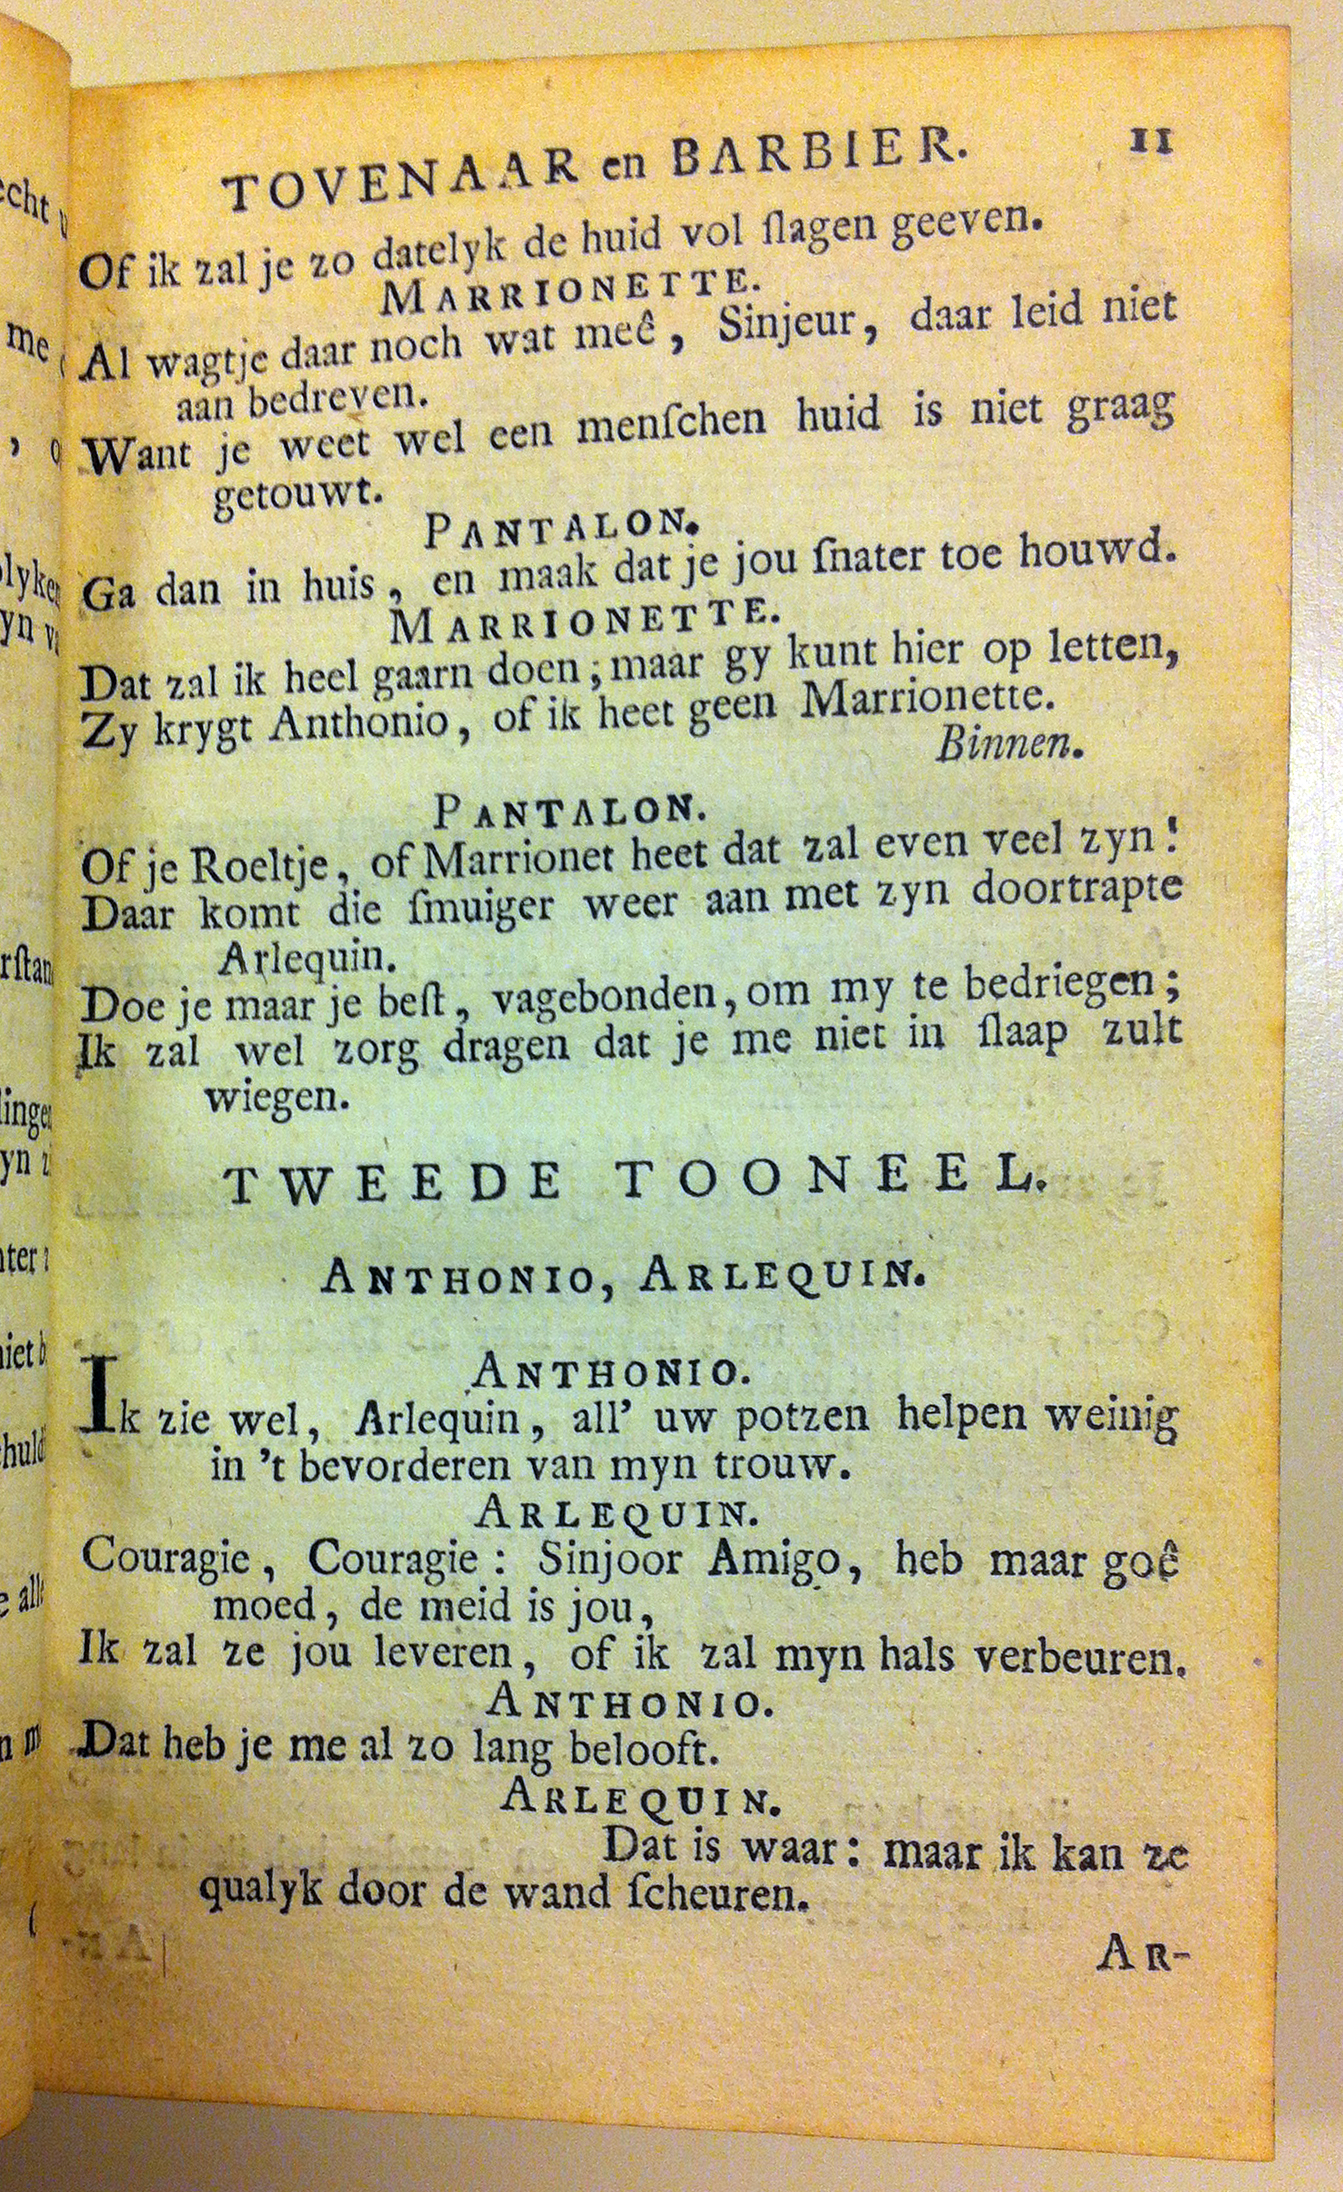 TOVENAAR en BARBIER. 11
Of ik zal je zo datelyk de huid vol ſlagen geeven.
MARRIONETTE.
Al wagtje daar noch wat meê, Sinjeur, daar leid niet
aan bedreven.
Want je weet wel een menſchen huid is niet graag
getouwt.
PANTALON.
Ga dan in huis, en maak dat je jou ſnater toe houwd.
MARRIONETTE.
Dat zal ik heel gaarn doen; maar gy kunt hier op letten,
Zy krygt Anthonio, of ik heet geen Marrionette.
Binnen.
PANTALON.
Of je Roeltje, of Marrionet heet dat zal even veel zyn!
Daar komt die ſmuiger weer aan met zyn doortrapte
Arlequin.
Doe je maar je beſt, vagebonden, om my te bedriegen;
Ik zal wel zorg dragen dat je me niet in ſlaap zult
wiegen.
TWEEDE TOONEEL.
ANTHONIO, ARLEQUIN.
ANTHONIO.
Ik zie wel, Arlequin, all' uw potzen helpen weinig
in 't bevorderen van myn trouw.
ARLEQUIN.
Couragie, Couragie: Sinjoor Amigo, heb maar goê
moed, de meid is jou,
Ik zal ze jou leveren, of ik zal myn hals verbeuren.
ANTHONIO.
Dat heb je me al zo lang belooft.
ARLEQUIN.
Dat is waar: maar ik kan ze
qualyk door de wand ſcheuren.
AR-